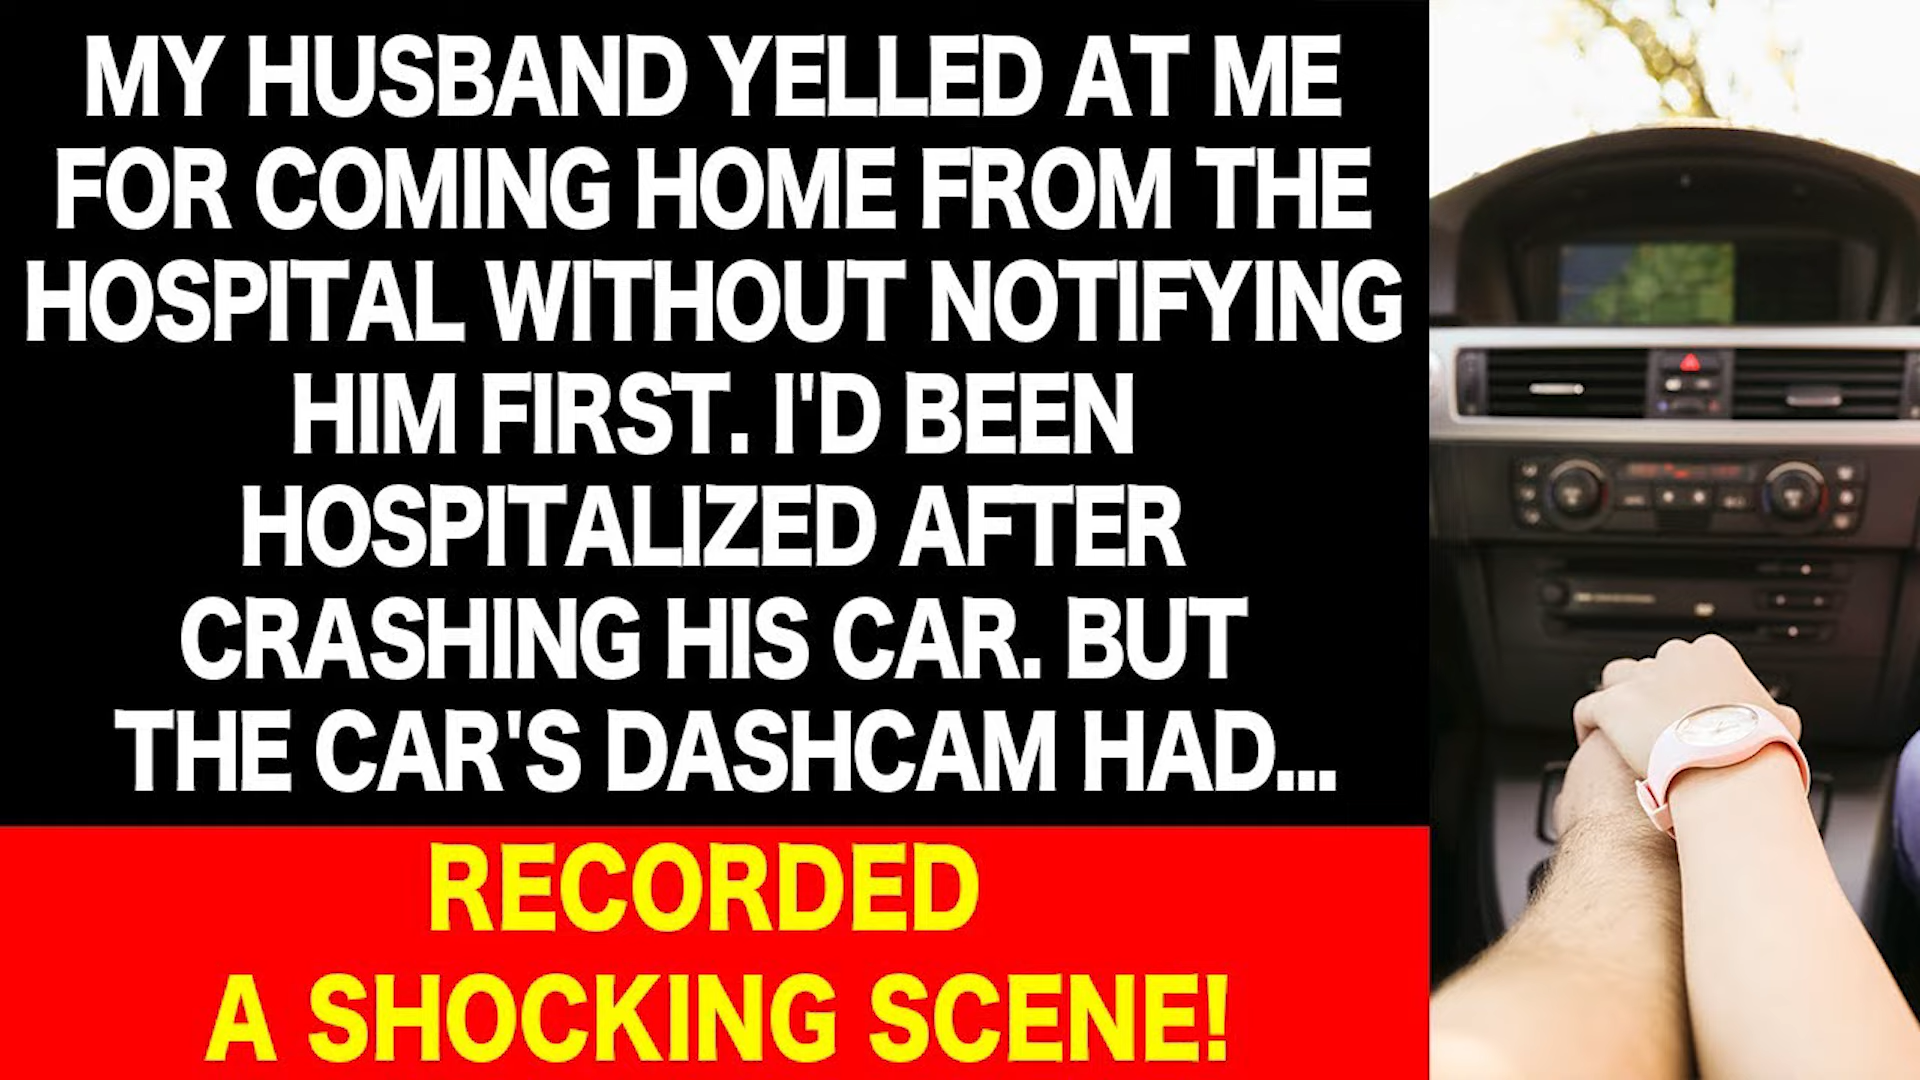 MY HUSBAND YELLED AT ME
FOR COMING HOME FROM THE
HOSPITAL WITHOUT NOTIFYING
HIM FIRST. I'D BEEN
HOSPITALIZED AFTER
CRASHING HIS CAR. BUT
THE CAR'S DASHCAM HAD...
RECORDED
A SHOCKING SCENE!